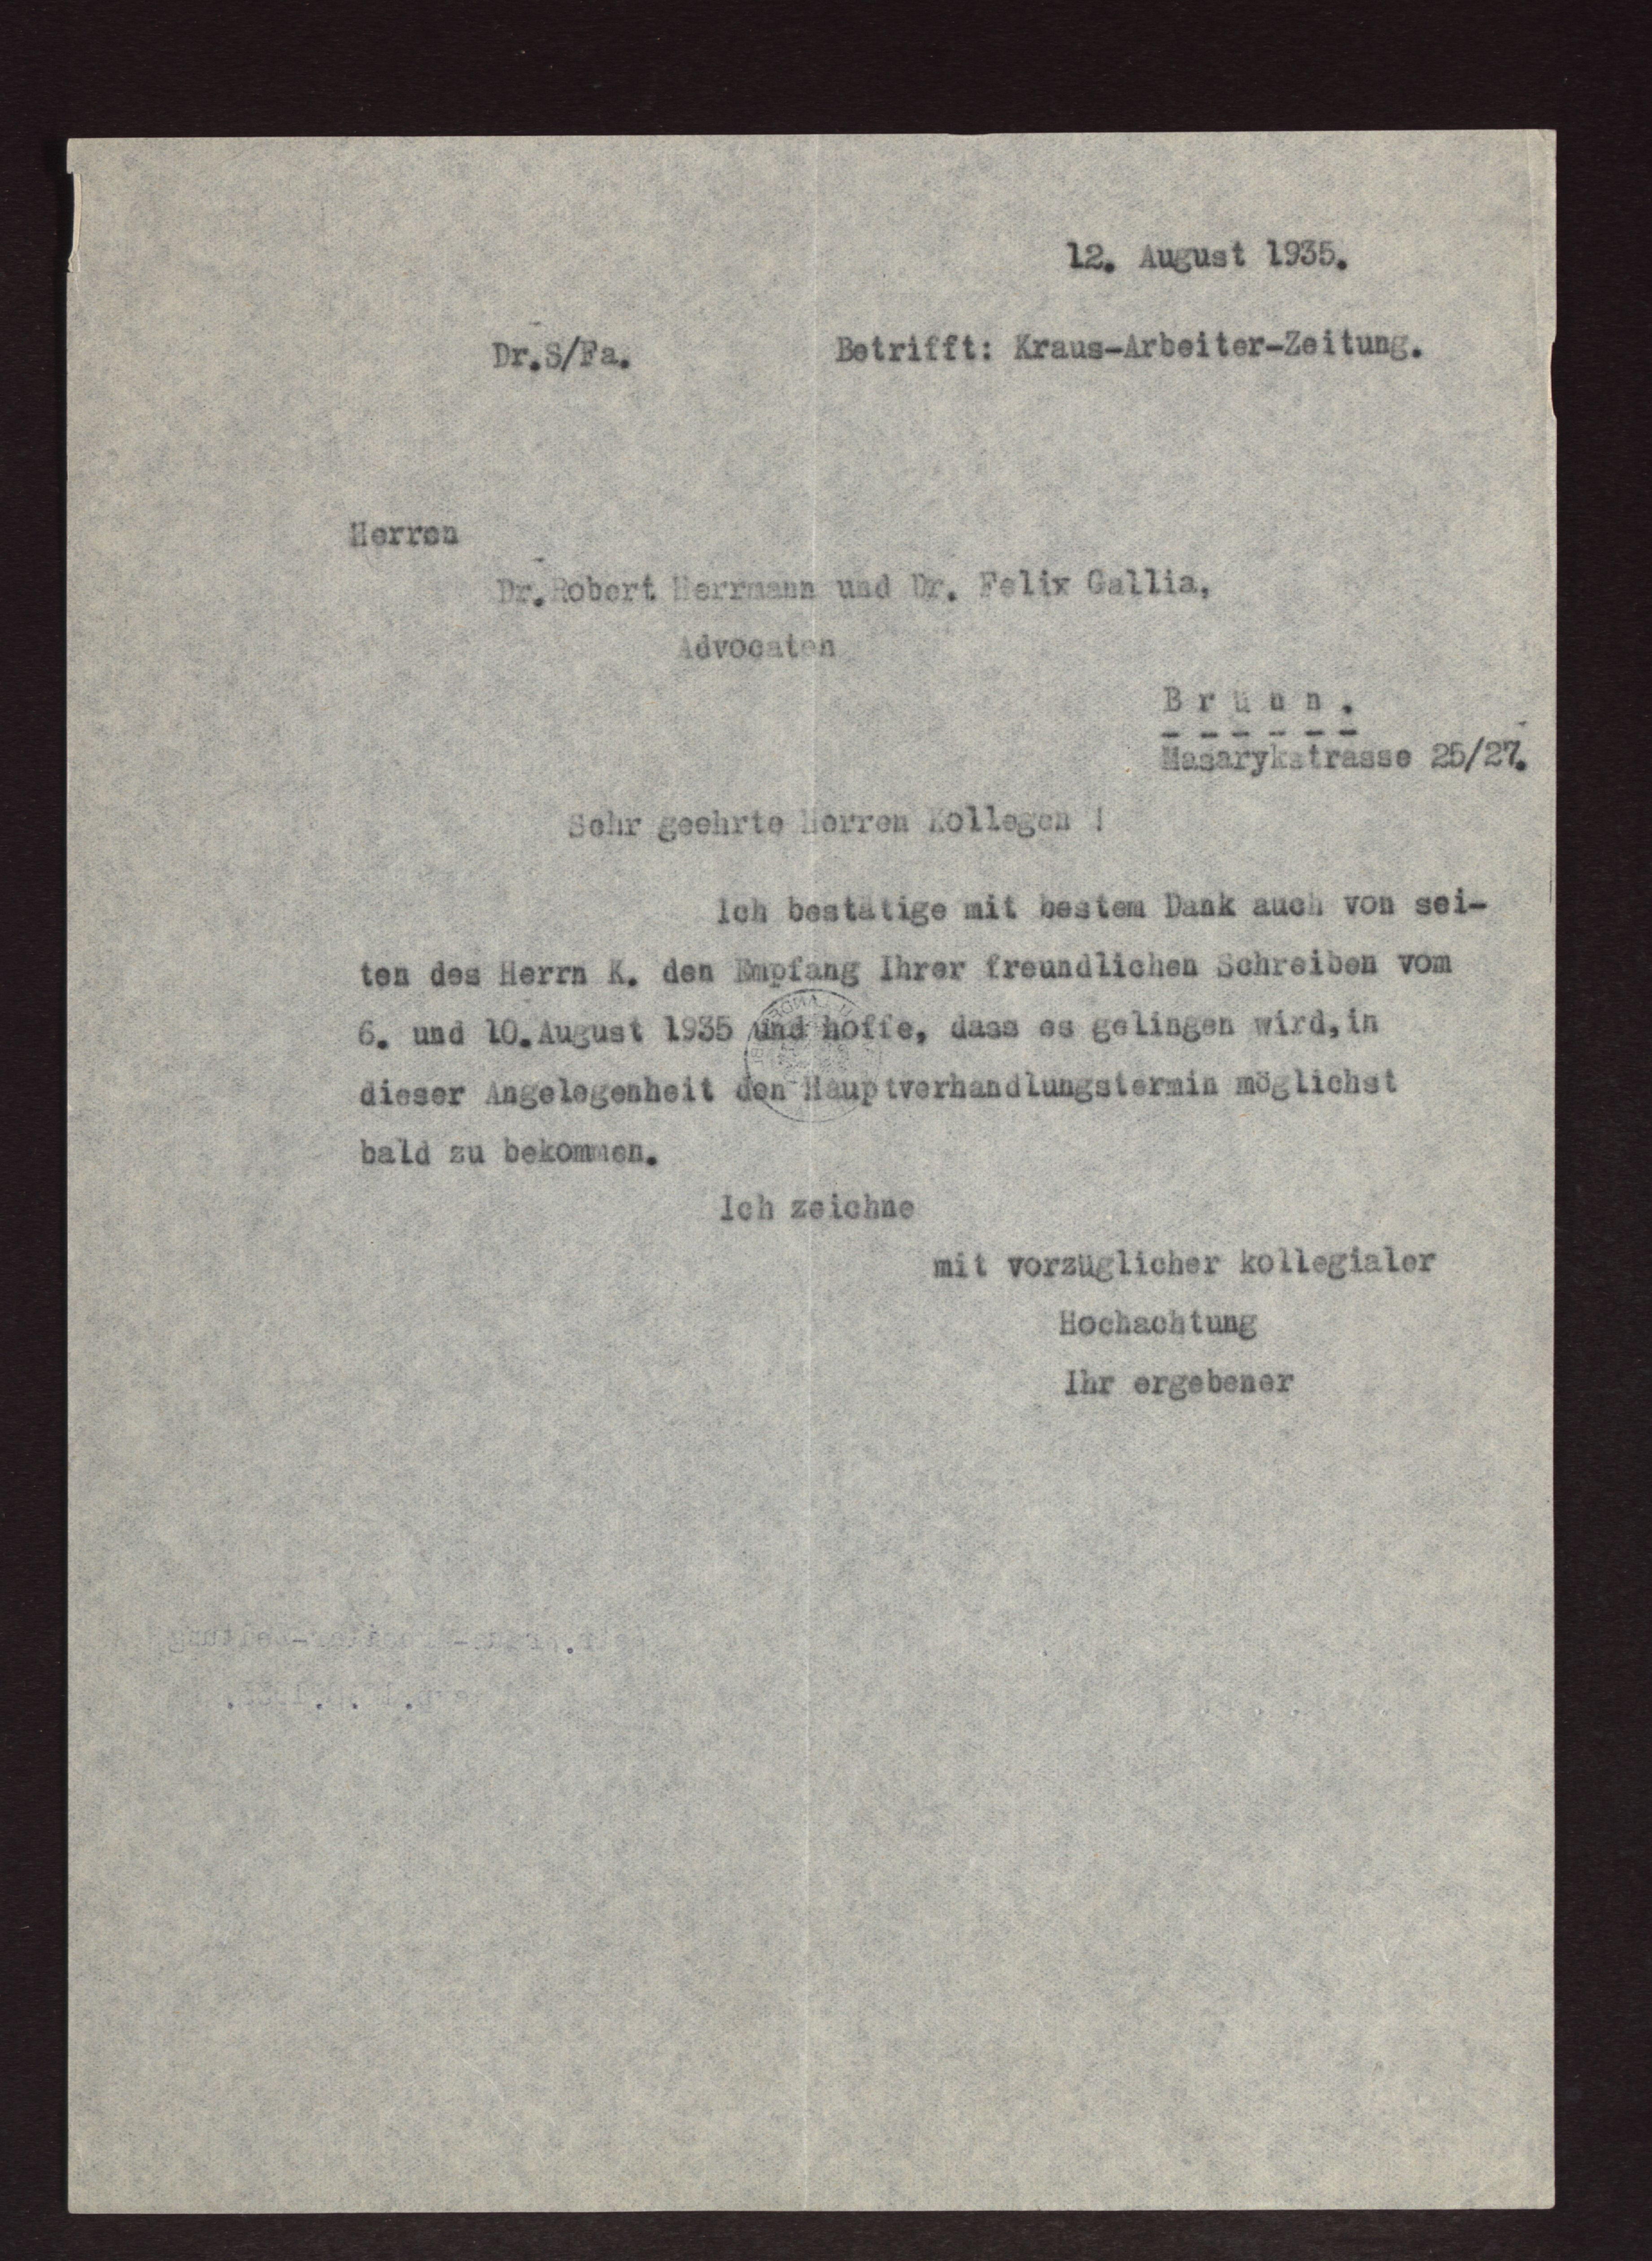 12. August 1935.
Dr.S/Fa. Betrifft: Kraus-Arbeiter-Zeitung.
Herren
Dr.Robert Herrmann und Dr. Felix Gallia,
Advocaten
B r ü n n .
Masarykstrasse 25/27.
Sehr geehrte Herren Kollegen !
Ich bestätige mit bestem Dank auch von sei-
ten des Herrn K. den Empfang Ihrer freundlichen Schreiben vom
6. und 10.August 1935 und hoffe, dass es gelingen wird,in
dieser Angelegenheit den Hauptverhandlungstermin möglichst
bald zu bekommen.
Ich zeichne
mit vorzüglicher kollegialer
Hochachtung
Ihr ergebener